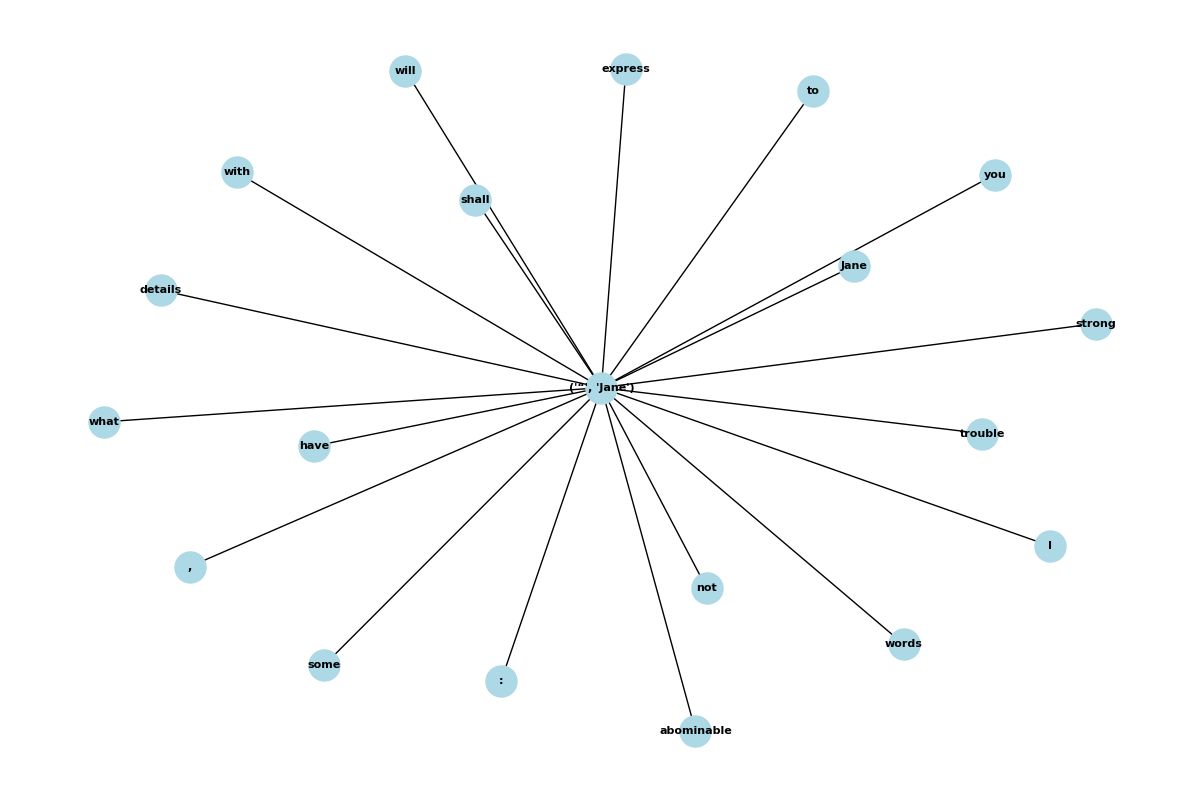 will
express
to
with
you
shall
Jane
details
strong
('"', 'Jane')
what
trouble
have
I
,
not
words
some
:
abominable